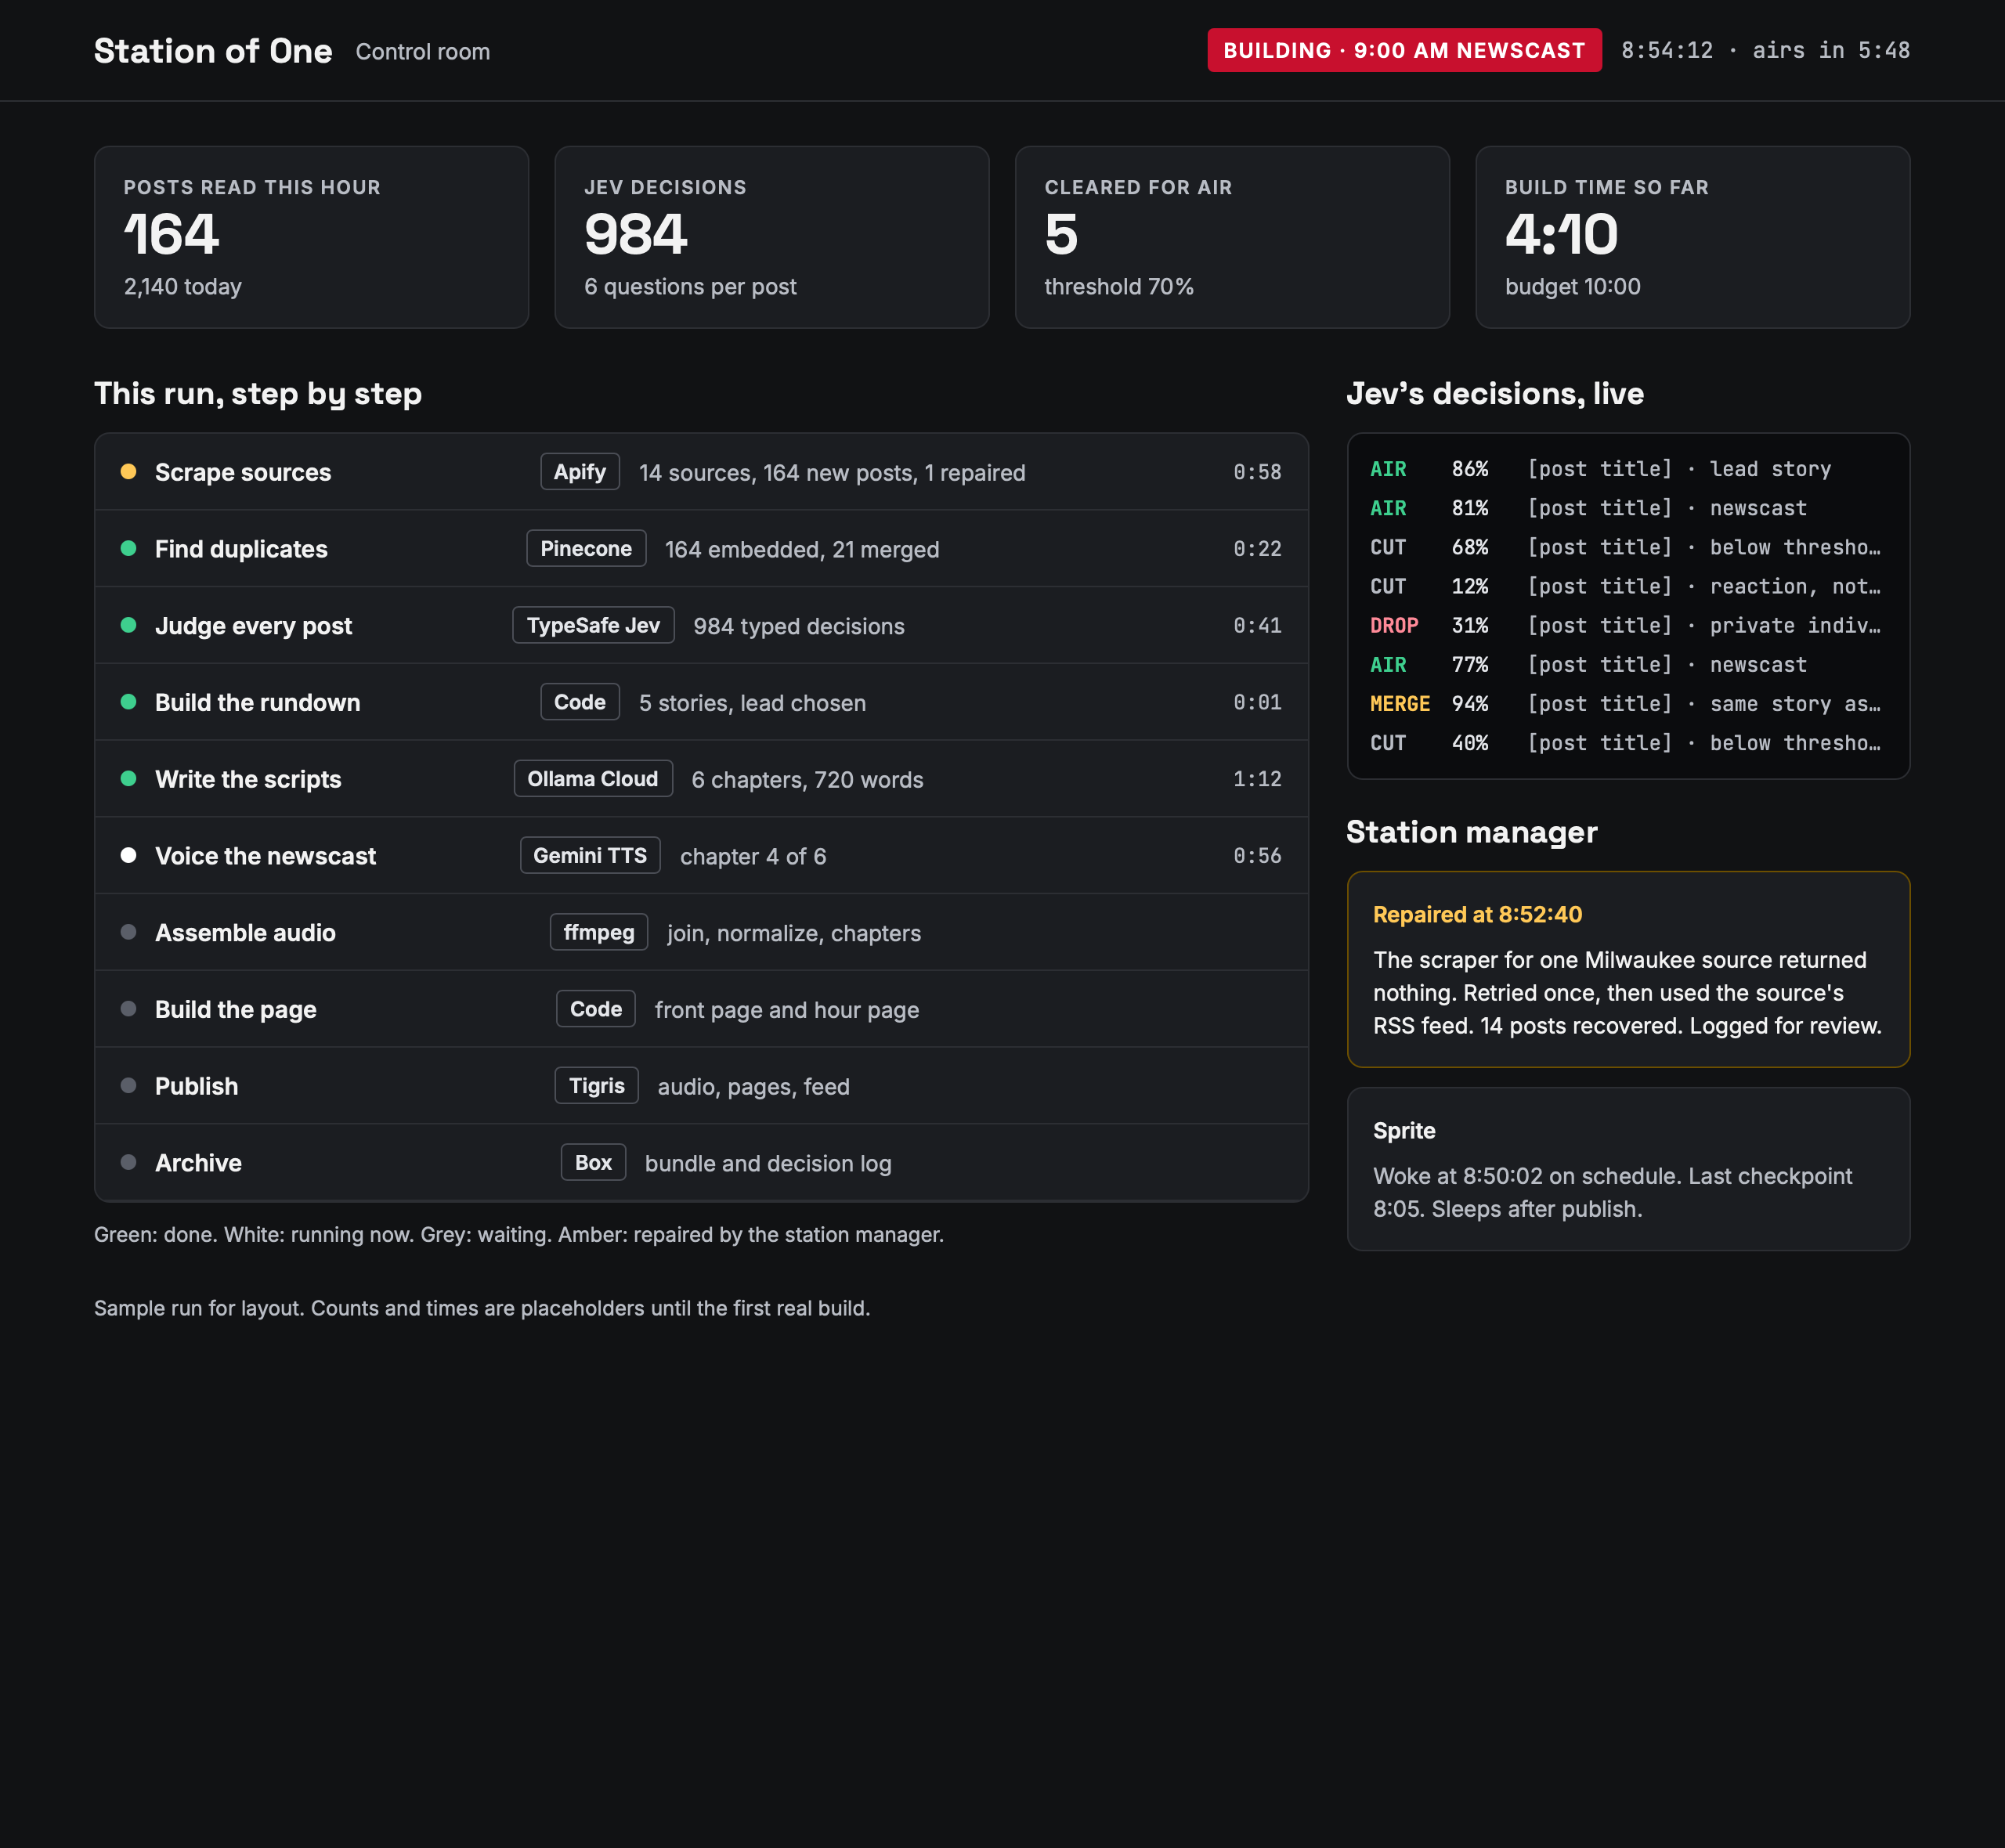 Station of One Control room BUILDING · 9:00 AM NEWSCAST 8:54:12 · airs in 5:48
POSTS READ THIS HOUR
164
2,140 today
JEV DECISIONS
984
6 questions per post
CLEARED FOR AIR
5
threshold 70%
BUILD TIME SO FAR
4:10
budget 10:00
This run, step by step
Scrape sources Apify 14 sources, 164 new posts, 1 repaired 0:58
Find duplicates Pinecone 164 embedded, 21 merged 0:22
Judge every post TypeSafe Jev 984 typed decisions 0:41
Build the rundown Code 5 stories, lead chosen 0:01
Write the scripts Ollama Cloud 6 chapters, 720 words 1:12
Voice the newscast Gemini TTS chapter 4 of 6 0:56
Assemble audio ffmpeg join, normalize, chapters
Build the page Code front page and hour page
Publish Tigris audio, pages, feed
Archive Box bundle and decision log
Green: done. White: running now. Grey: waiting. Amber: repaired by the station manager.
Jev’s decisions, live
AIR 86% [post title] · lead story
AIR 81% [post title] · newscast
CUT 68% [post title] · below thresho…
CUT 12% [post title] · reaction, not…
DROP 31% [post title] · private indiv…
AIR 77% [post title] · newscast
MERGE 94% [post title] · same story as…
CUT 40% [post title] · below thresho…
Station manager
Repaired at 8:52:40
The scraper for one Milwaukee source returned
nothing. Retried once, then used the source's
RSS feed. 14 posts recovered. Logged for review.
Sprite
Woke at 8:50:02 on schedule. Last checkpoint
8:05. Sleeps after publish.
Sample run for layout. Counts and times are placeholders until the first real build.